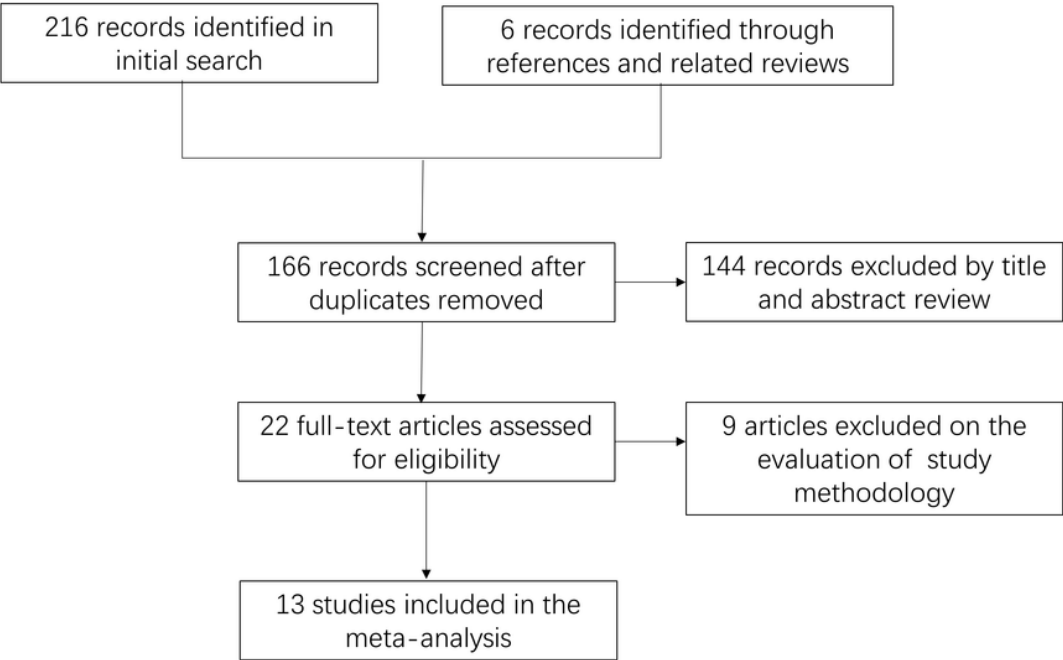 216 records identified in
initial search
6 records identified through
references and related reviews
166 records screened after
duplicates removed
144 records excluded by title
and abstract review
22 full-text articles assessed
for eligibility
9 articles excluded on the
evaluation of  study
methodology
13 studies included in the
meta-analysis